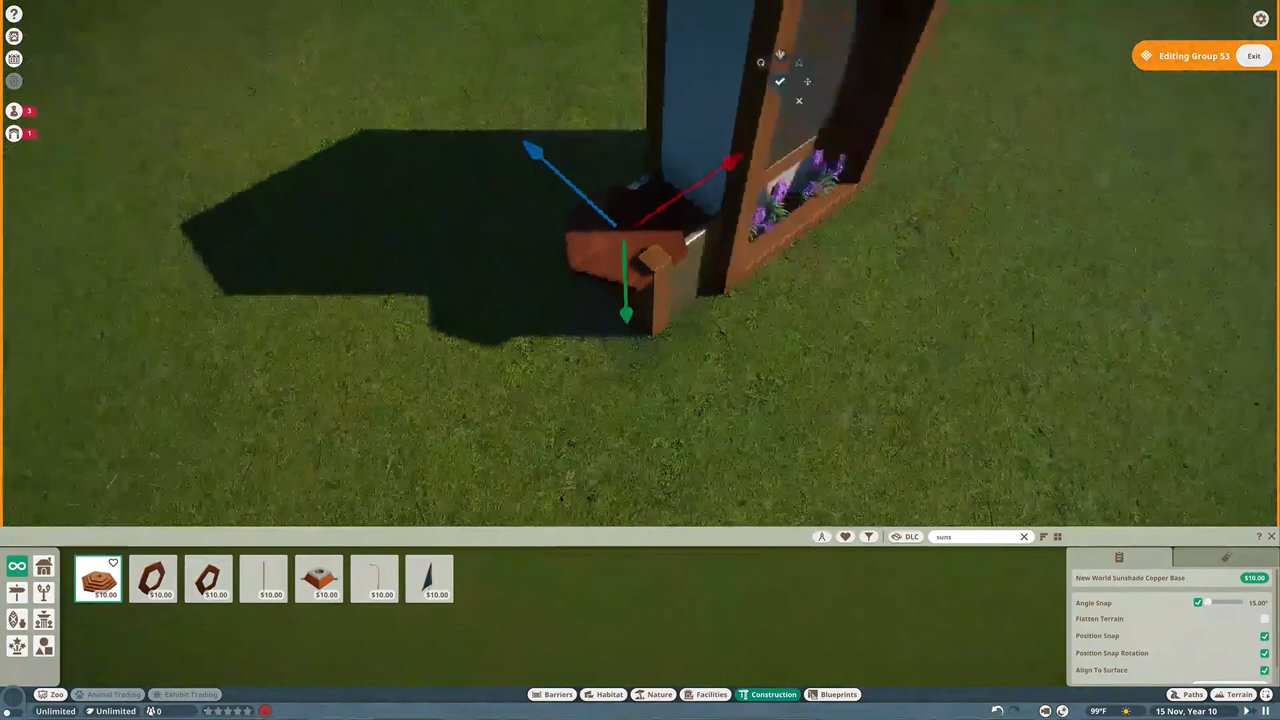 Editing Group 53 Exit
3
1
DLC suns
$10.00 $10.00 $10.00 $10.00 $10.00 $10.00 $10.00
New World Sunshade Copper Base $10.00
Angle Snap 15.00°
Flatten Terrain
Position Snap
Position Snap Rotation
Align To Surface
Zoo Animal Trading Exhibit Trading Barriers Habitat Nature Facilities Construction Blueprints Paths Terrain
Unlimited Unlimited 0 99°F 15 Nov, Year 10